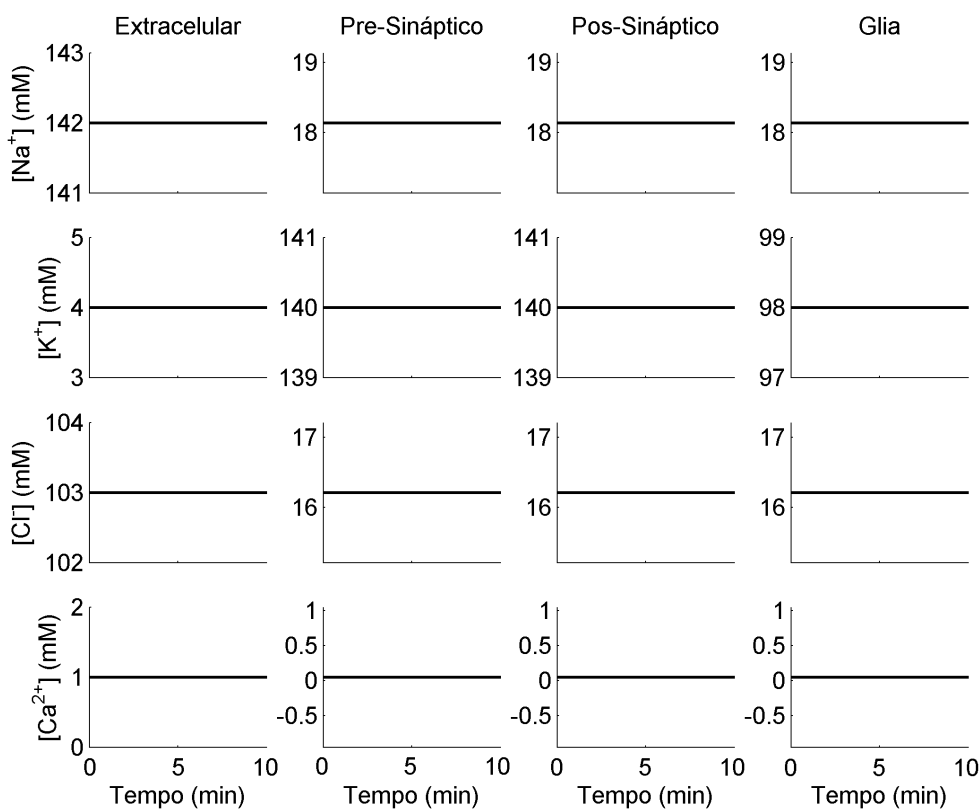 Extracelular Pre-Sináptico Pos-Sináptico Glia
[Na⁺] (mM)
143 142 141
19 18
19 18
19 18
[K⁺] (mM)
5 4 3
141 140 139
141 140 139
99 98 97
[Cl⁻] (mM)
104 103 102
17 16
17 16
17 16
[Ca²⁺] (mM)
2 1 0
1 0.5 0 -0.5
1 0.5 0 -0.5
1 0.5 0 -0.5
0 5 10 0 5 10 0 5 10 0 5 10
Tempo (min) Tempo (min) Tempo (min) Tempo (min)